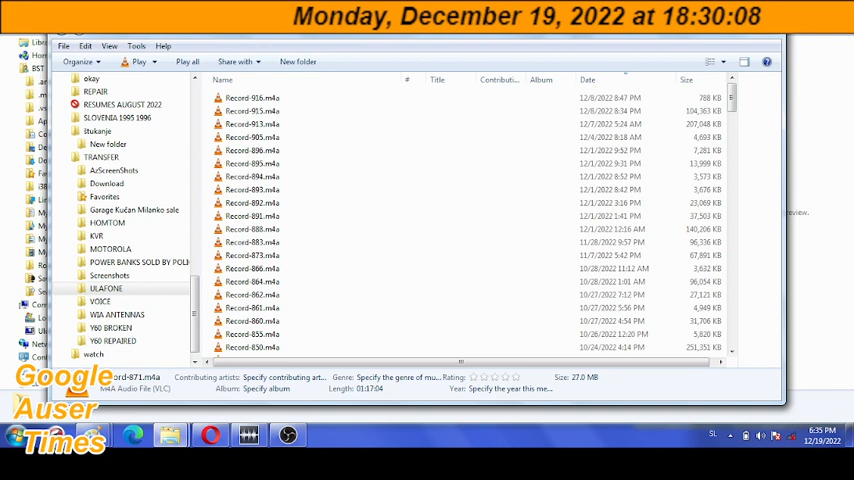 Monday, December 19, 2022 at 18:30:08
File Edit View Tools Help
Organize Play Play all Share with New folder
Name # Title Contributi... Album Date Size
okay
REPAIR
RESUMES AUGUST 2022
SLOVENIA 1995 1996
štukanje
New folder
TRANSFER
AzScreenShots
Download
Favorites
Garage Kučan Milanko sale
HOMTOM
KVR
MOTOROLA
POWER BANKS SOLD BY POLI
Screenshots
ULAFONE
VOICE
WIA ANTENNAS
Y60 BROKEN
Y60 REPAIRED
watch
Record-916.m4a 12/8/2022 8:47 PM 788 KB
Record-915.m4a 12/8/2022 8:34 PM 104,363 KB
Record-913.m4a 12/7/2022 5:24 AM 207,048 KB
Record-905.m4a 12/4/2022 8:18 AM 4,693 KB
Record-896.m4a 12/1/2022 9:52 PM 7,281 KB
Record-895.m4a 12/1/2022 9:31 PM 13,999 KB
Record-894.m4a 12/1/2022 8:52 PM 3,573 KB
Record-893.m4a 12/1/2022 8:42 PM 3,676 KB
Record-892.m4a 12/1/2022 3:16 PM 23,069 KB
Record-891.m4a 12/1/2022 1:41 PM 37,503 KB
Record-888.m4a 12/1/2022 12:16 AM 140,206 KB
Record-883.m4a 11/28/2022 9:57 PM 96,336 KB
Record-873.m4a 11/7/2022 5:42 PM 67,891 KB
Record-866.m4a 10/28/2022 11:12 AM 3,632 KB
Record-864.m4a 10/28/2022 1:01 AM 96,054 KB
Record-862.m4a 10/27/2022 7:12 PM 27,121 KB
Record-861.m4a 10/27/2022 5:56 PM 4,949 KB
Record-860.m4a 10/27/2022 4:54 PM 31,706 KB
Record-855.m4a 10/26/2022 12:20 PM 5,820 KB
Record-850.m4a 10/24/2022 4:14 PM 251,351 KB
ord-871.m4a Contributing artists: Specify contributing art... Genre: Specify the genre of mu... Rating: Size: 27.0 MB
M4A Audio File (VLC) Album: Specify album Length: 01:17:04 Year: Specify the year this me...
Google
Auser
Times
SL 6:35 PM
12/19/2022